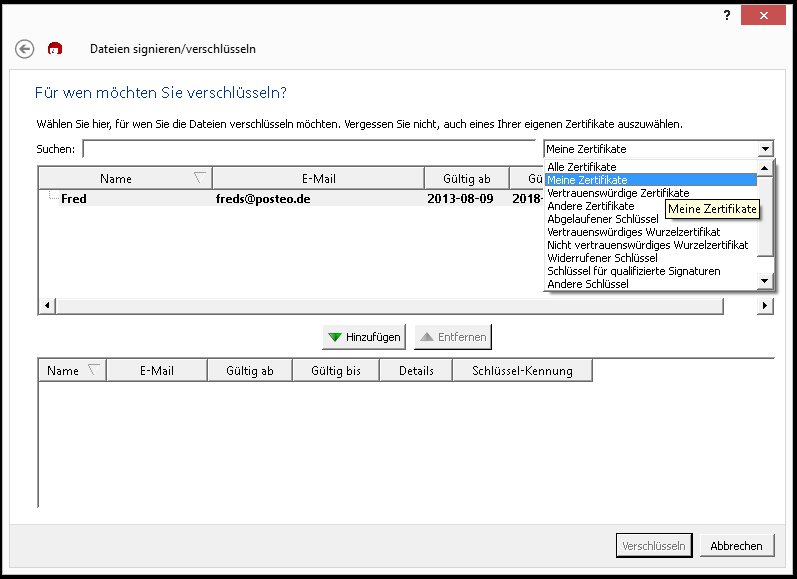 ?
Dateien signieren/verschlüsseln
Für wen möchten Sie verschlüsseln?
Wählen Sie hier, für wen Sie die Dateien verschlüsseln möchten. Vergessen Sie nicht, auch eines Ihrer eigenen Zertifikate auszuwählen.
Suchen: Meine Zertifikate
Name E-Mail Gültig ab Gü
Fred freds@posteo.de 2013-08-09 2018-
Alle Zertifikate
Meine Zertifikate
Vertrauenswürdige Zertifikate
Andere Zertifikate
Meine Zertifikate
Abgelaufener Schlüssel
Vertrauenswürdiges Wurzelzertifikat
Nicht vertrauenswürdiges Wurzelzertifikat
Widerrufener Schlüssel
Schlüssel für qualifizierte Signaturen
Andere Schlüssel
Hinzufügen Entfernen
Name E-Mail Gültig ab Gültig bis Details Schlüssel-Kennung
Verschlüsseln Abbrechen